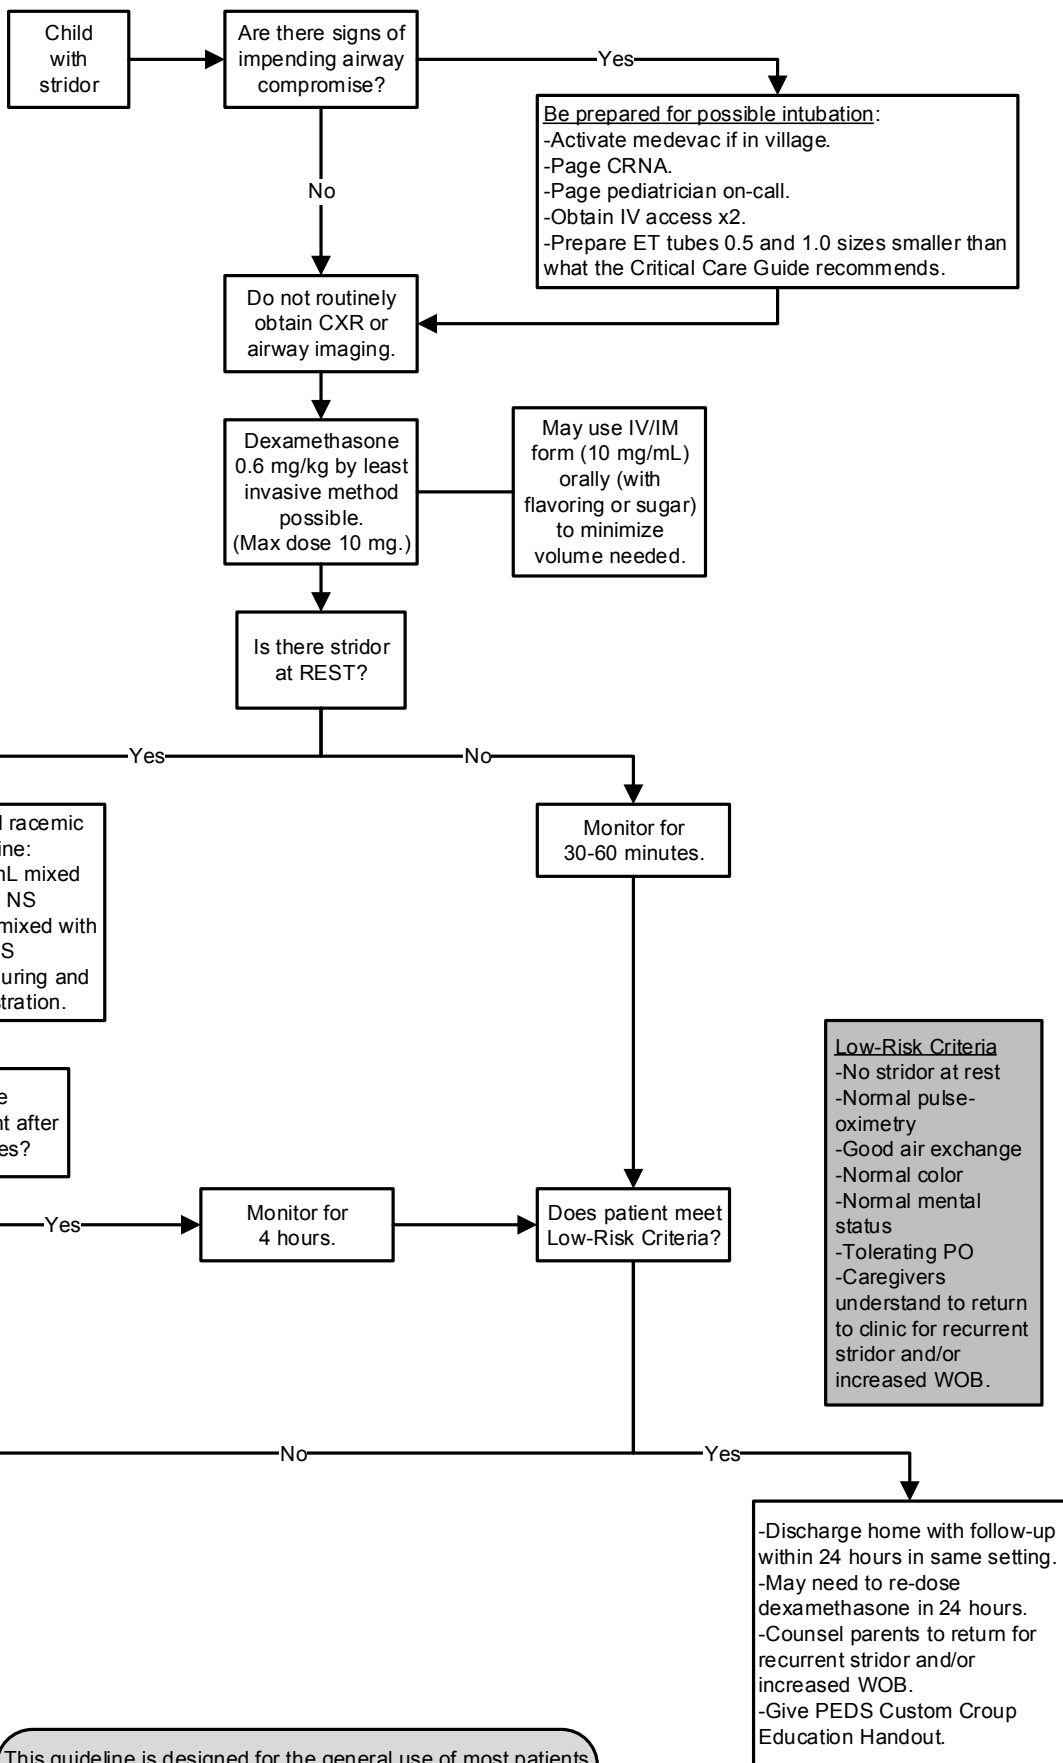 Child
with
stridor
Are there signs of
impending airway
compromise?
Yes
Be prepared for possible intubation:
-Activate medevac if in village.
-Page CRNA.
-Page pediatrician on-call.
-Obtain IV access x2.
-Prepare ET tubes 0.5 and 1.0 sizes smaller than
what the Critical Care Guide recommends.
No
Do not routinely
obtain CXR or
airway imaging.
Dexamethasone
0.6 mg/kg by least
invasive method
possible.
(Max dose 10 mg.)
May use IV/IM
form (10 mg/mL)
orally (with
flavoring or sugar)
to minimize
volume needed.
Is there stridor
at REST?
Yes
No
racemic
mixed
NS
mixed with
and
Monitor for
30-60 minutes.
after
Yes
Monitor for
4 hours.
Does patient meet
Low-Risk Criteria?
Low-Risk Criteria
-No stridor at rest
-Normal pulse-
oximetry
-Good air exchange
-Normal color
-Normal mental
status
-Tolerating PO
-Caregivers
understand to return
to clinic for recurrent
stridor and/or
increased WOB.
No
Yes
-Discharge home with follow-up
within 24 hours in same setting.
-May need to re-dose
dexamethasone in 24 hours.
-Counsel parents to return for
recurrent stridor and/or
increased WOB.
-Give PEDS Custom Croup
Education Handout.
This guideline is designed for the general use of most patients